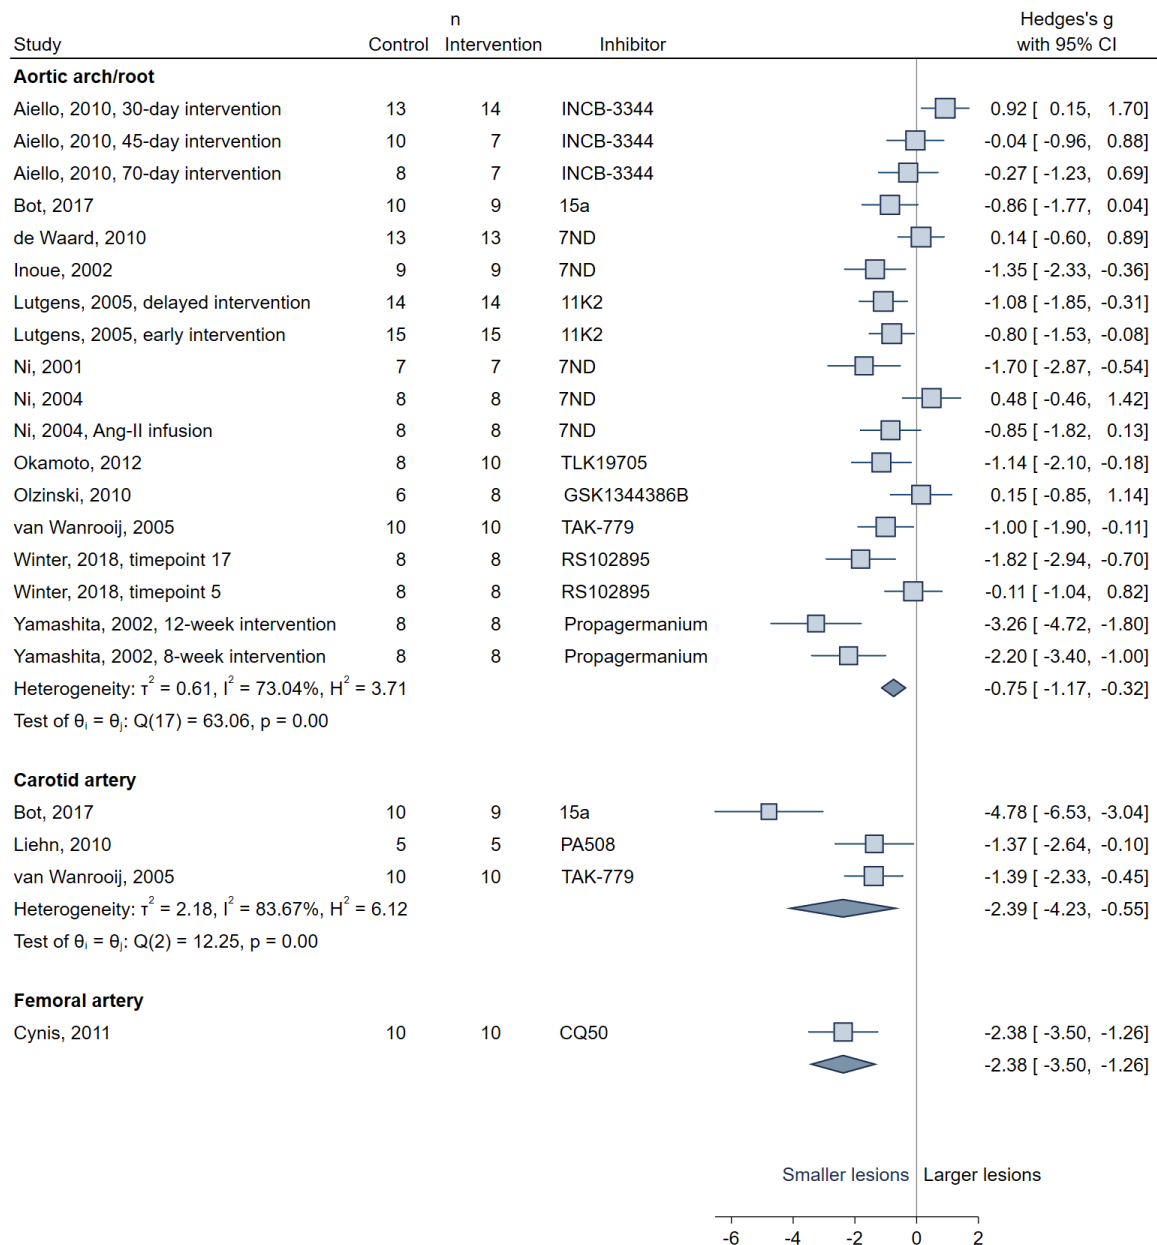 n Hedges's g
Study Control Intervention Inhibitor with 95% CI
Aortic arch/root
Aiello, 2010, 30-day intervention 13 14 INCB-3344 0.92 [ 0.15, 1.70]
Aiello, 2010, 45-day intervention 10 7 INCB-3344 -0.04 [ -0.96, 0.88]
Aiello, 2010, 70-day intervention 8 7 INCB-3344 -0.27 [ -1.23, 0.69]
Bot, 2017 10 9 15a -0.86 [ -1.77, 0.04]
de Waard, 2010 13 13 7ND 0.14 [ -0.60, 0.89]
Inoue, 2002 9 9 7ND -1.35 [ -2.33, -0.36]
Lutgens, 2005, delayed intervention 14 14 11K2 -1.08 [ -1.85, -0.31]
Lutgens, 2005, early intervention 15 15 11K2 -0.80 [ -1.53, -0.08]
Ni, 2001 7 7 7ND -1.70 [ -2.87, -0.54]
Ni, 2004 8 8 7ND 0.48 [ -0.46, 1.42]
Ni, 2004, Ang-II infusion 8 8 7ND -0.85 [ -1.82, 0.13]
Okamoto, 2012 8 10 TLK19705 -1.14 [ -2.10, -0.18]
Olzinski, 2010 6 8 GSK1344386B 0.15 [ -0.85, 1.14]
van Wanrooij, 2005 10 10 TAK-779 -1.00 [ -1.90, -0.11]
Winter, 2018, timepoint 17 8 8 RS102895 -1.82 [ -2.94, -0.70]
Winter, 2018, timepoint 5 8 8 RS102895 -0.11 [ -1.04, 0.82]
Yamashita, 2002, 12-week intervention 8 8 Propagermanium -3.26 [ -4.72, -1.80]
Yamashita, 2002, 8-week intervention 8 8 Propagermanium -2.20 [ -3.40, -1.00]
Heterogeneity: τ² = 0.61, I² = 73.04%, H² = 3.71 -0.75 [ -1.17, -0.32]
Test of θᵢ = θⱼ: Q(17) = 63.06, p = 0.00
Carotid artery
Bot, 2017 10 9 15a -4.78 [ -6.53, -3.04]
Liehn, 2010 5 5 PA508 -1.37 [ -2.64, -0.10]
van Wanrooij, 2005 10 10 TAK-779 -1.39 [ -2.33, -0.45]
Heterogeneity: τ² = 2.18, I² = 83.67%, H² = 6.12 -2.39 [ -4.23, -0.55]
Test of θᵢ = θⱼ: Q(2) = 12.25, p = 0.00
Femoral artery
Cynis, 2011 10 10 CQ50 -2.38 [ -3.50, -1.26]
-2.38 [ -3.50, -1.26]
Smaller lesions Larger lesions
-6 -4 -2 0 2